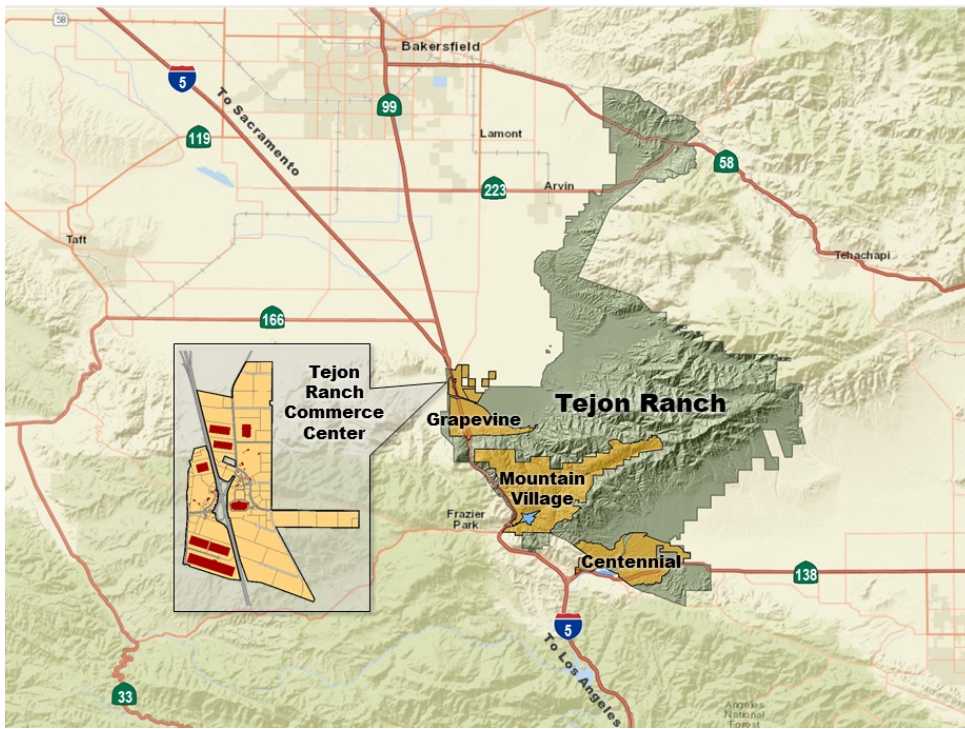 58
Bakersfield
5
99
To Sacramento
119
Lamont
58
223
Arvin
Taft
Tehachapi
166
Tejon
Ranch
Commerce
Center
Tejon Ranch
Grapevine
Mountain
Village
Frazier
Park
Centennial
138
5
To Los Angeles
33
Angeles
National
Forest